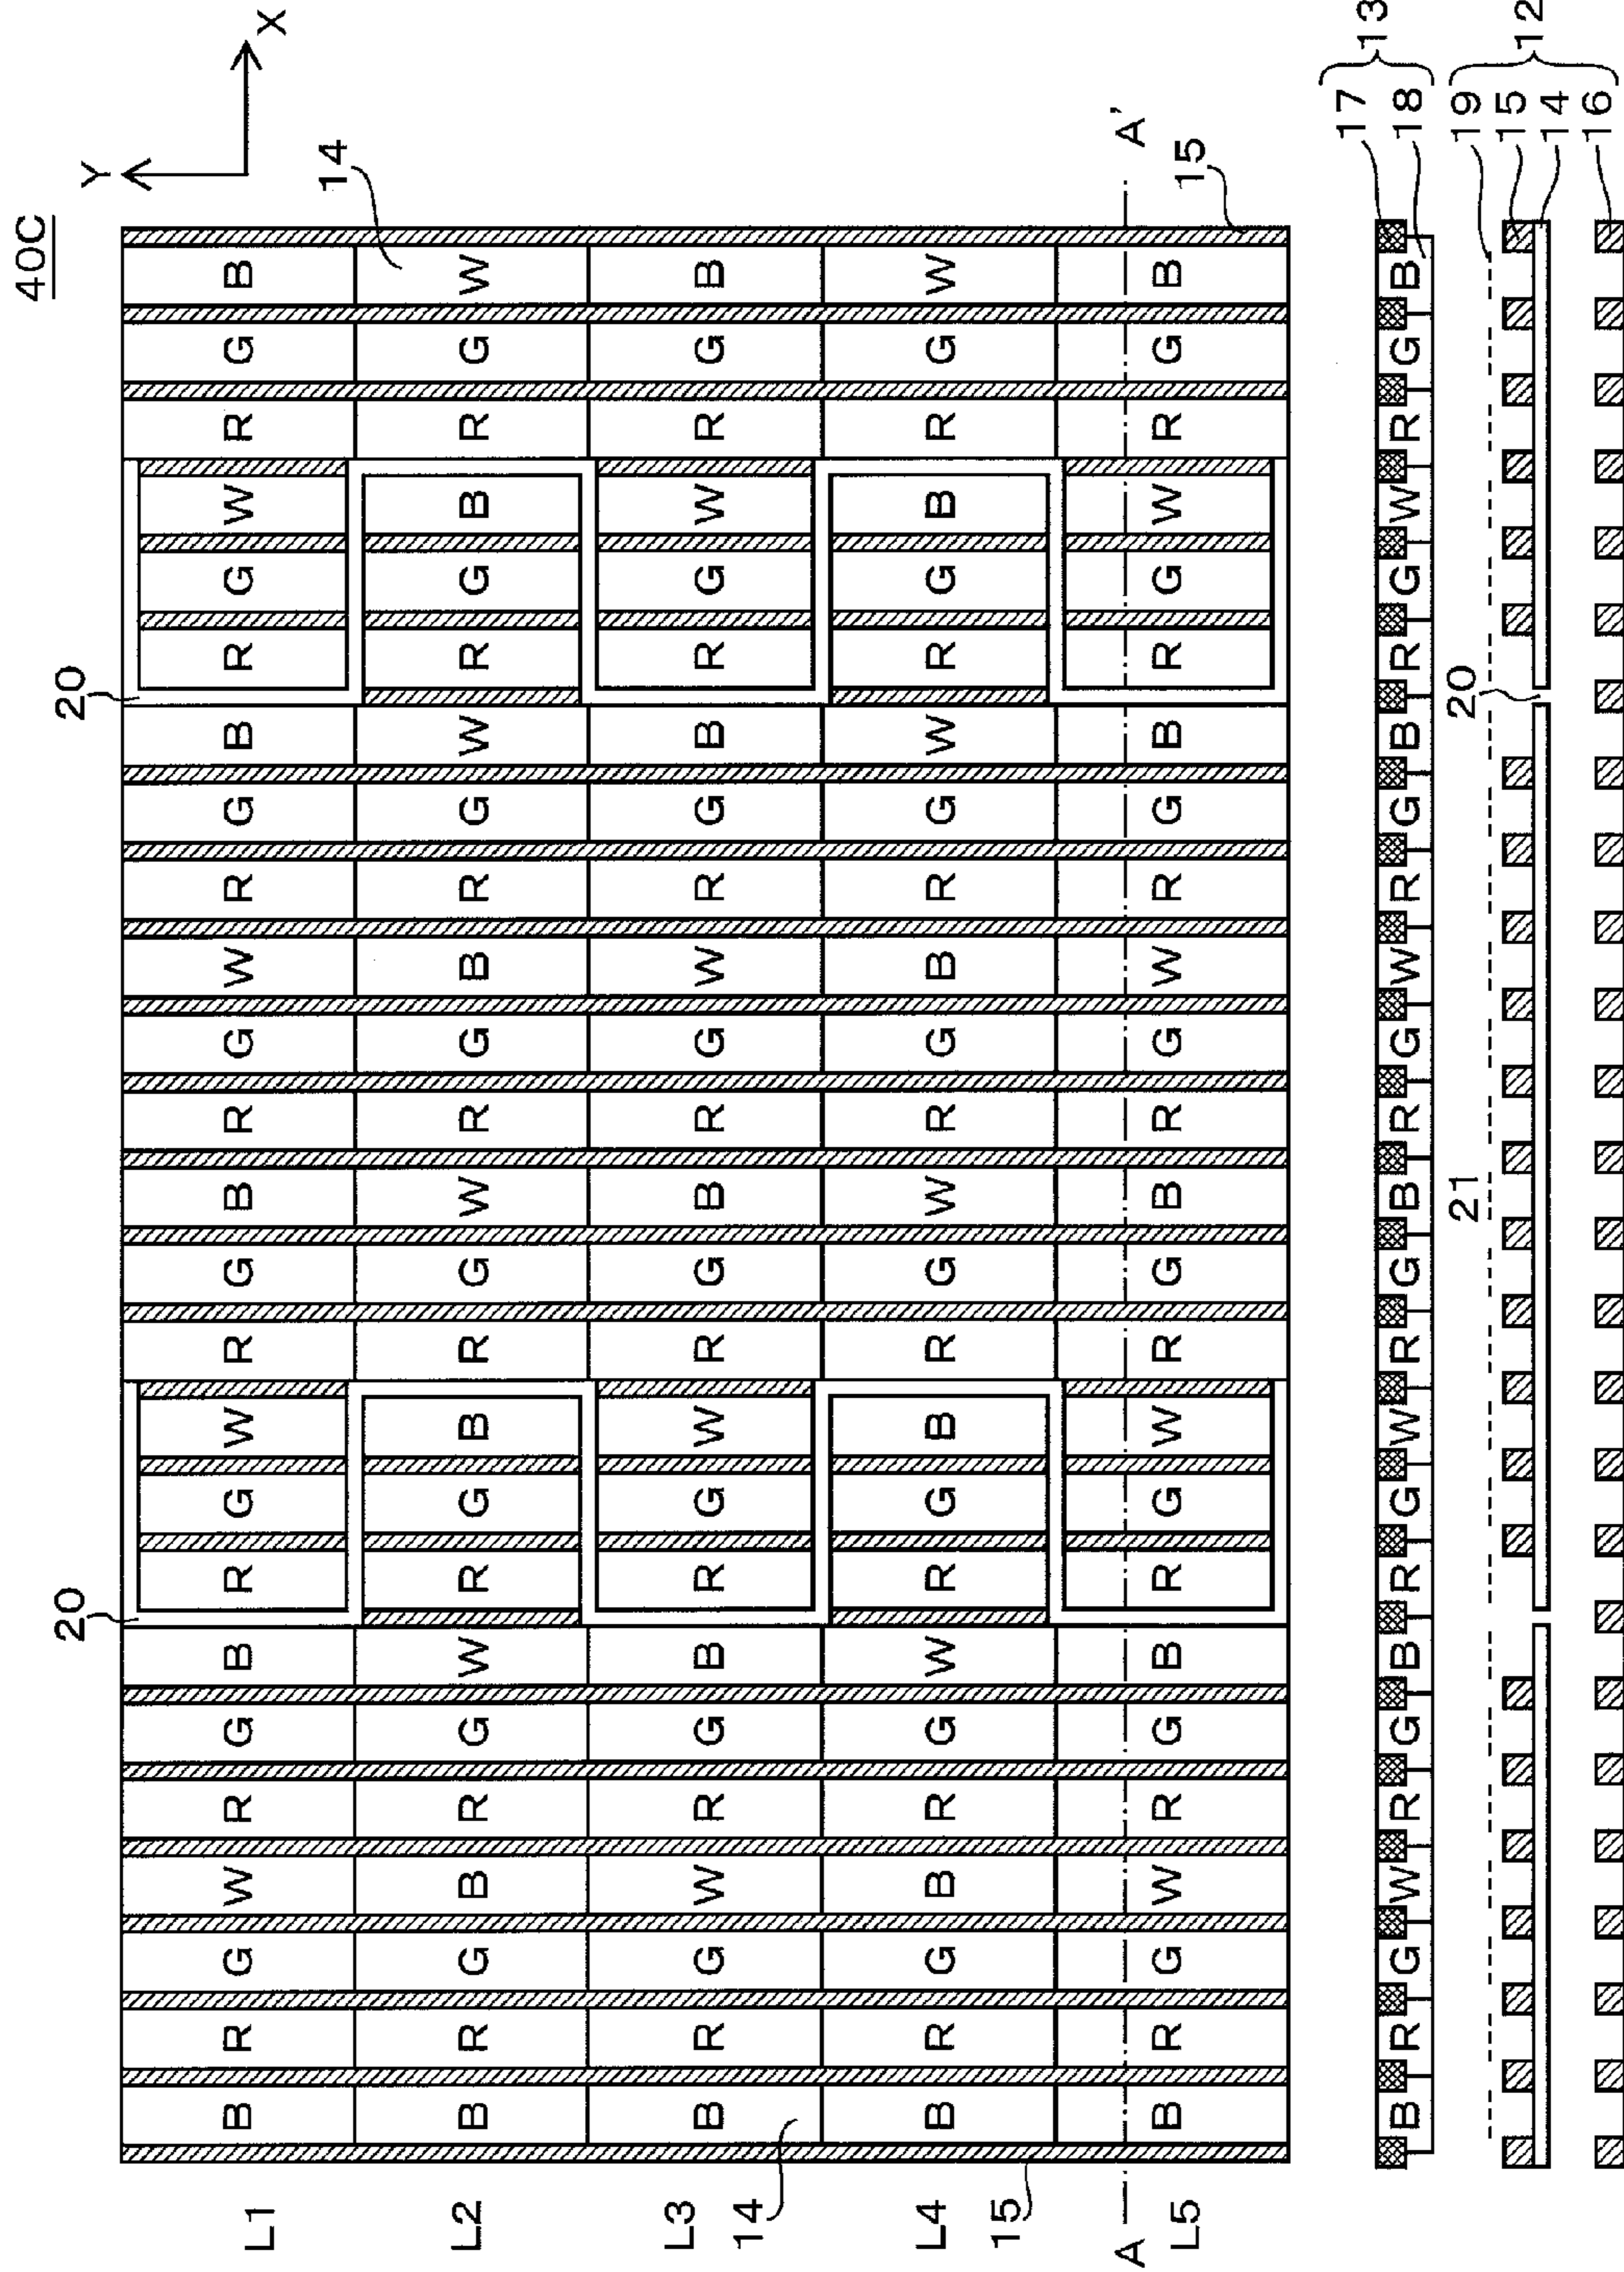 40C
20 20 Y
X
L1 B R G W R G B R G W R G B R G W R G B R G W R G B
14
L2 B R G B R G W R G B R G W R G B R G W R G B R G W
L3 B R G W R G B R G W R G B R G W R G B R G W R G B
14
L4 B R G B R G W R G B R G W R G B R G W R G B R G W
15
A A'
L5 B R G W R G B R G W R G B R G W R G B R G W R G B
15
17 13
B R G W R G B R G W R G B R G W R G B R G W R G B 18
21 20 19
15 12
14
16